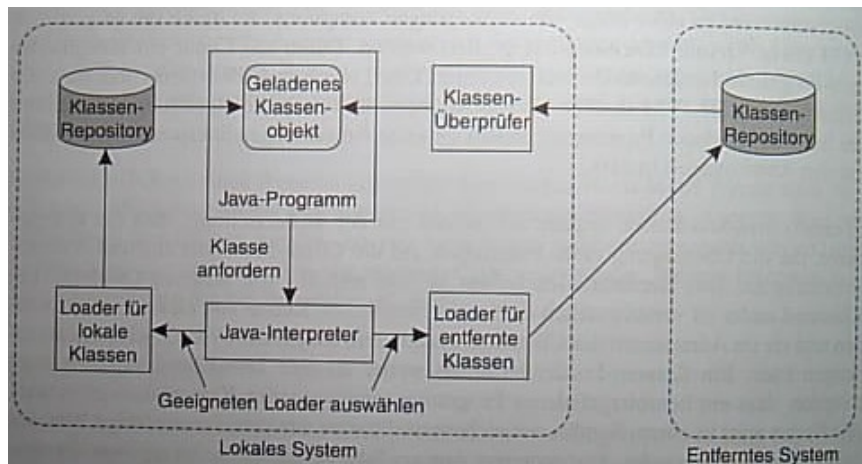 Klassen-
Repository
Geladenes
Klassen-
objekt
Klassen-
Überprüfer
Klassen-
Repository
Java-Programm
Klasse
anfordern
Loader für
lokale
Klassen
Java-Interpreter
Loader für
entfernte
Klassen
Geeigneten Loader auswählen
Lokales System
Entferntes System